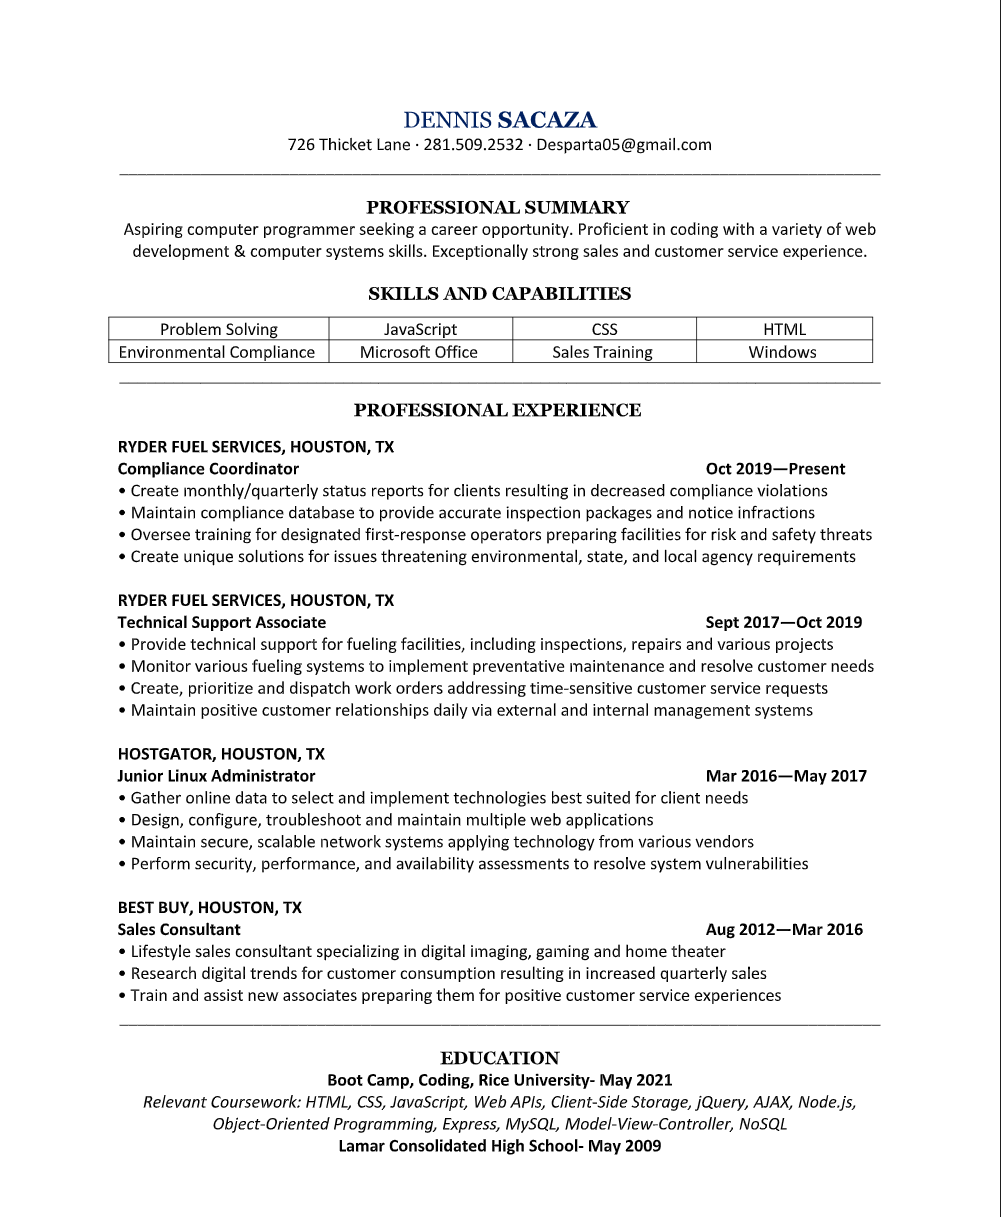 DENNIS SACAZA
726 Thicket Lane · 281.509.2532 · Desparta05@gmail.com
PROFESSIONAL SUMMARY
Aspiring computer programmer seeking a career opportunity. Proficient in coding with a variety of web
development & computer systems skills. Exceptionally strong sales and customer service experience.
SKILLS AND CAPABILITIES
Problem Solving JavaScript CSS HTML
Environmental Compliance Microsoft Office Sales Training Windows
PROFESSIONAL EXPERIENCE
RYDER FUEL SERVICES, HOUSTON, TX
Compliance Coordinator Oct 2019—Present
• Create monthly/quarterly status reports for clients resulting in decreased compliance violations
• Maintain compliance database to provide accurate inspection packages and notice infractions
• Oversee training for designated first-response operators preparing facilities for risk and safety threats
• Create unique solutions for issues threatening environmental, state, and local agency requirements
RYDER FUEL SERVICES, HOUSTON, TX
Technical Support Associate Sept 2017—Oct 2019
• Provide technical support for fueling facilities, including inspections, repairs and various projects
• Monitor various fueling systems to implement preventative maintenance and resolve customer needs
• Create, prioritize and dispatch work orders addressing time-sensitive customer service requests
• Maintain positive customer relationships daily via external and internal management systems
HOSTGATOR, HOUSTON, TX
Junior Linux Administrator Mar 2016—May 2017
• Gather online data to select and implement technologies best suited for client needs
• Design, configure, troubleshoot and maintain multiple web applications
• Maintain secure, scalable network systems applying technology from various vendors
• Perform security, performance, and availability assessments to resolve system vulnerabilities
BEST BUY, HOUSTON, TX
Sales Consultant Aug 2012—Mar 2016
• Lifestyle sales consultant specializing in digital imaging, gaming and home theater
• Research digital trends for customer consumption resulting in increased quarterly sales
• Train and assist new associates preparing them for positive customer service experiences
EDUCATION
Boot Camp, Coding, Rice University- May 2021
Relevant Coursework: HTML, CSS, JavaScript, Web APIs, Client-Side Storage, jQuery, AJAX, Node.js,
Object-Oriented Programming, Express, MySQL, Model-View-Controller, NoSQL
Lamar Consolidated High School- May 2009